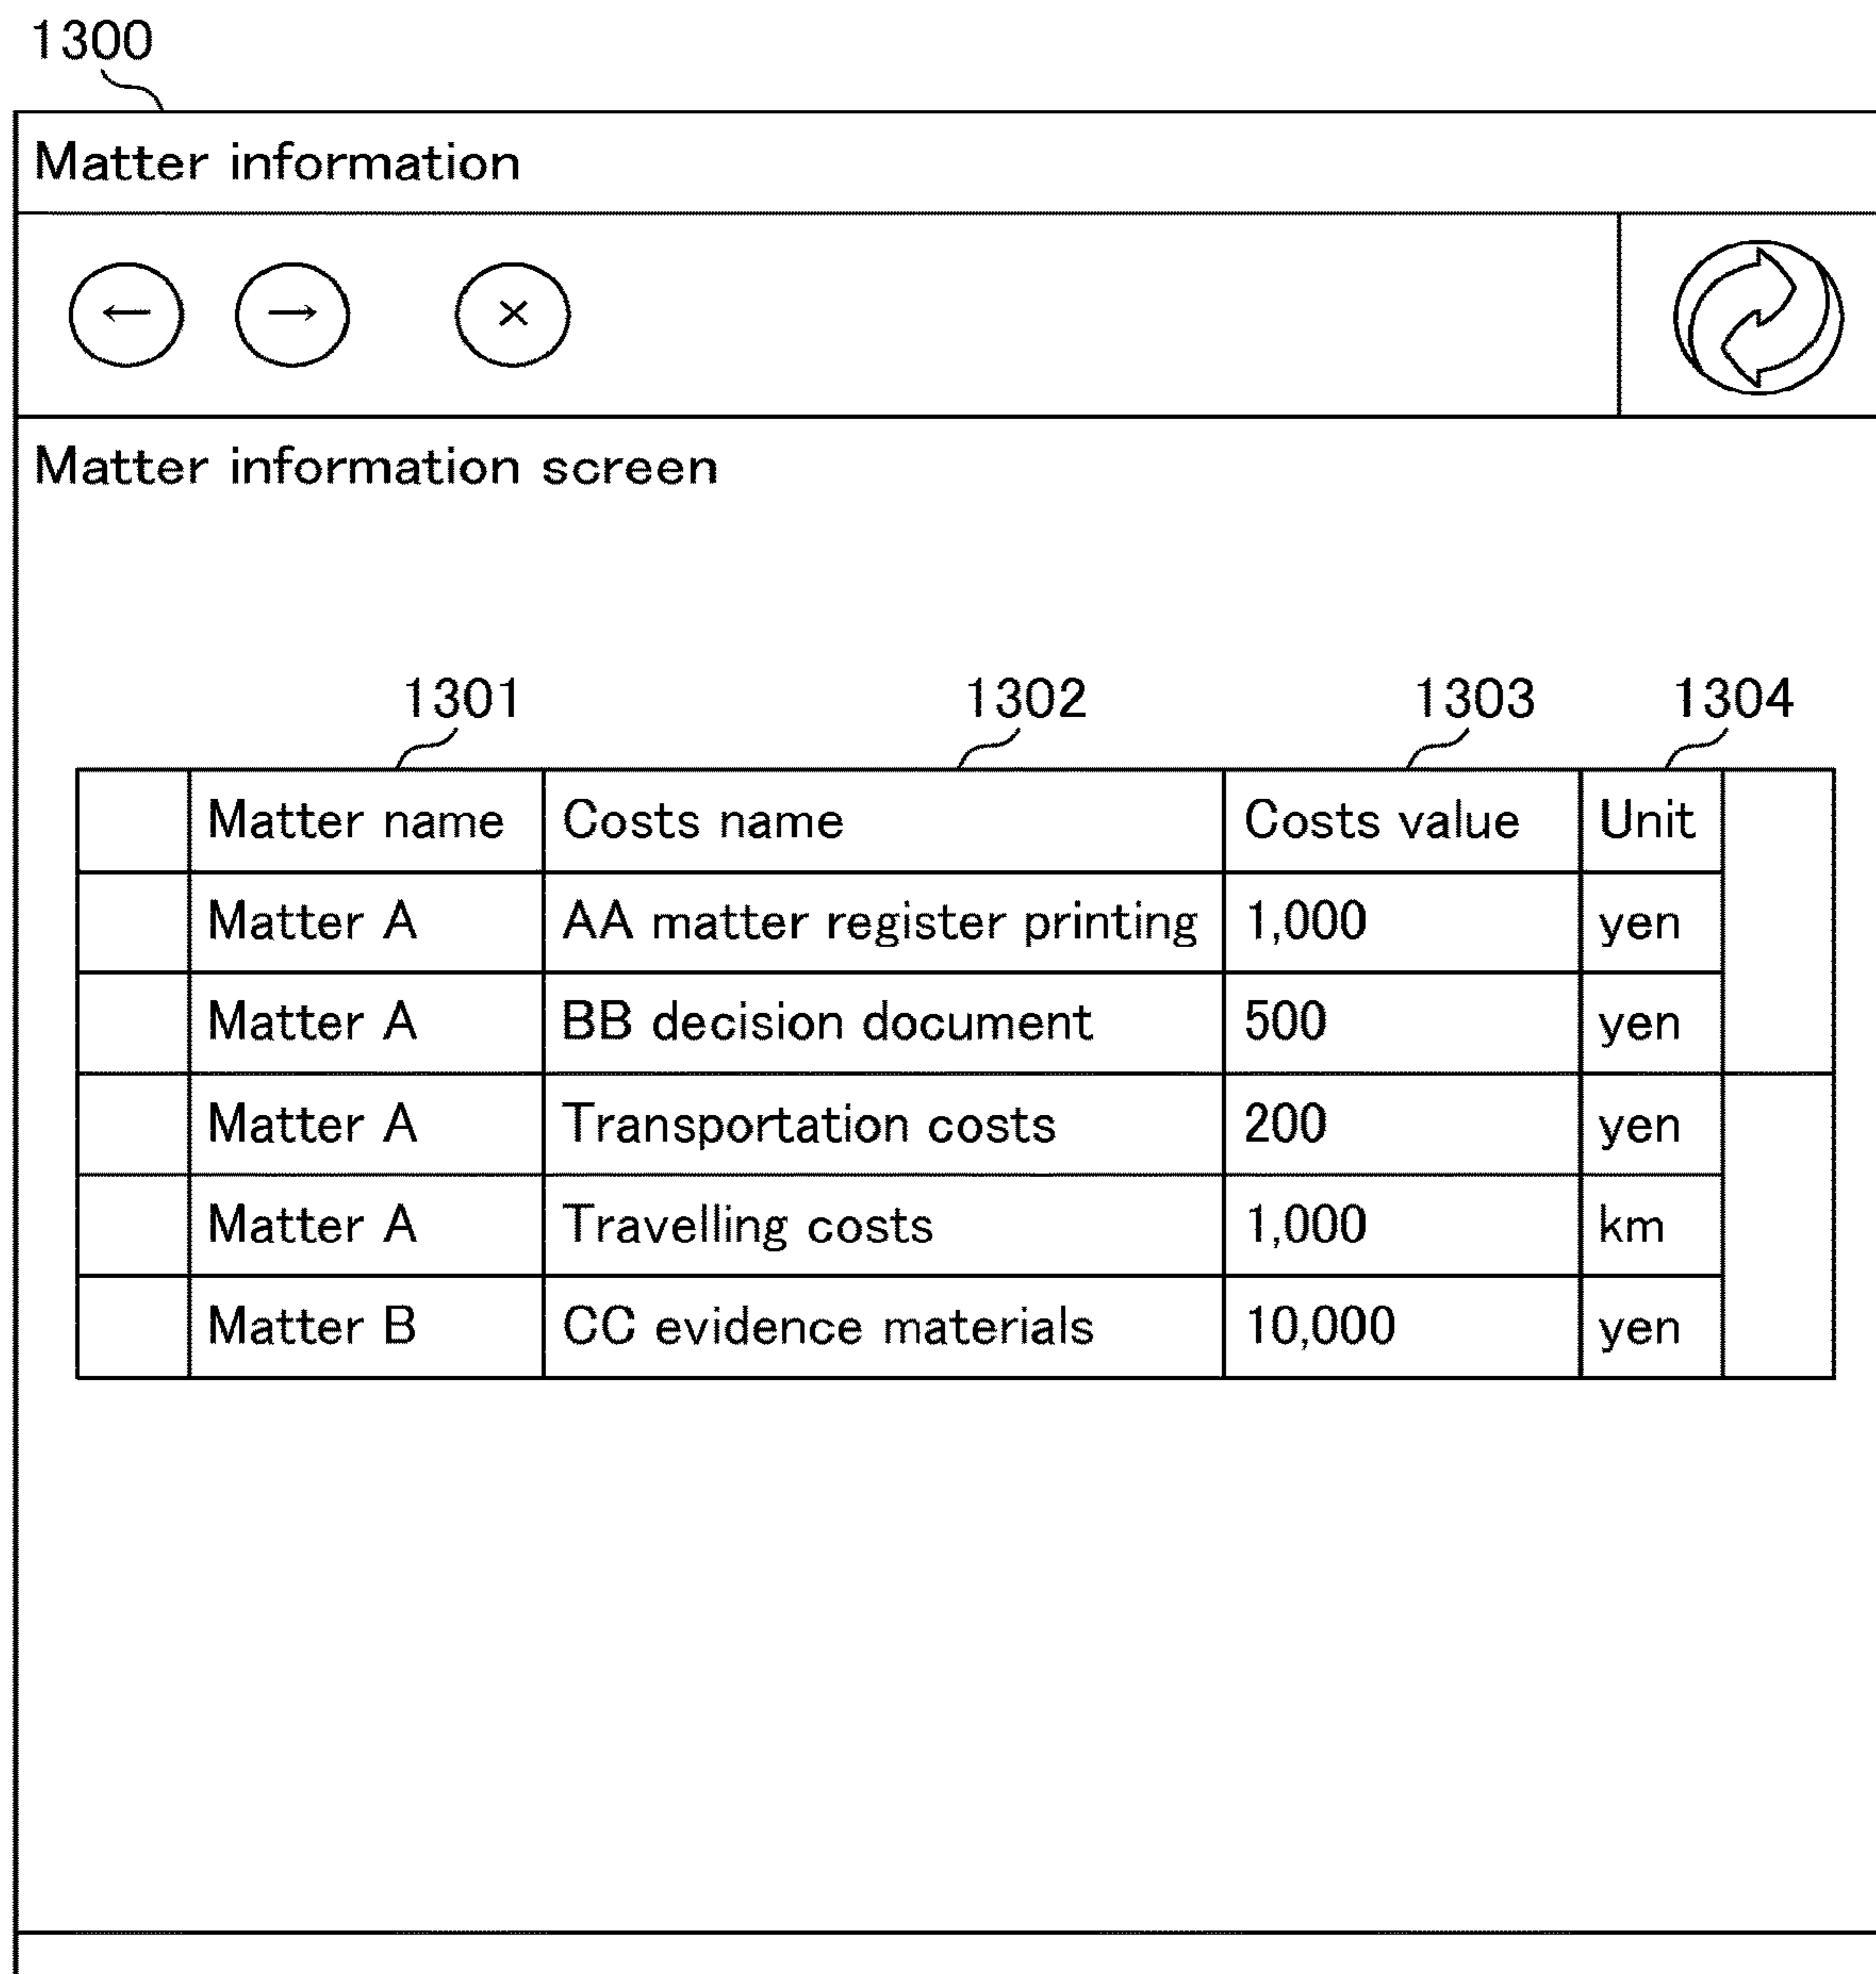 1300
Matter information
← → ×
Matter information screen
1301 1302 1303 1304
Matter name Costs name Costs value Unit
Matter A AA matter register printing 1,000 yen
Matter A BB decision document 500 yen
Matter A Transportation costs 200 yen
Matter A Travelling costs 1,000 km
Matter B CC evidence materials 10,000 yen